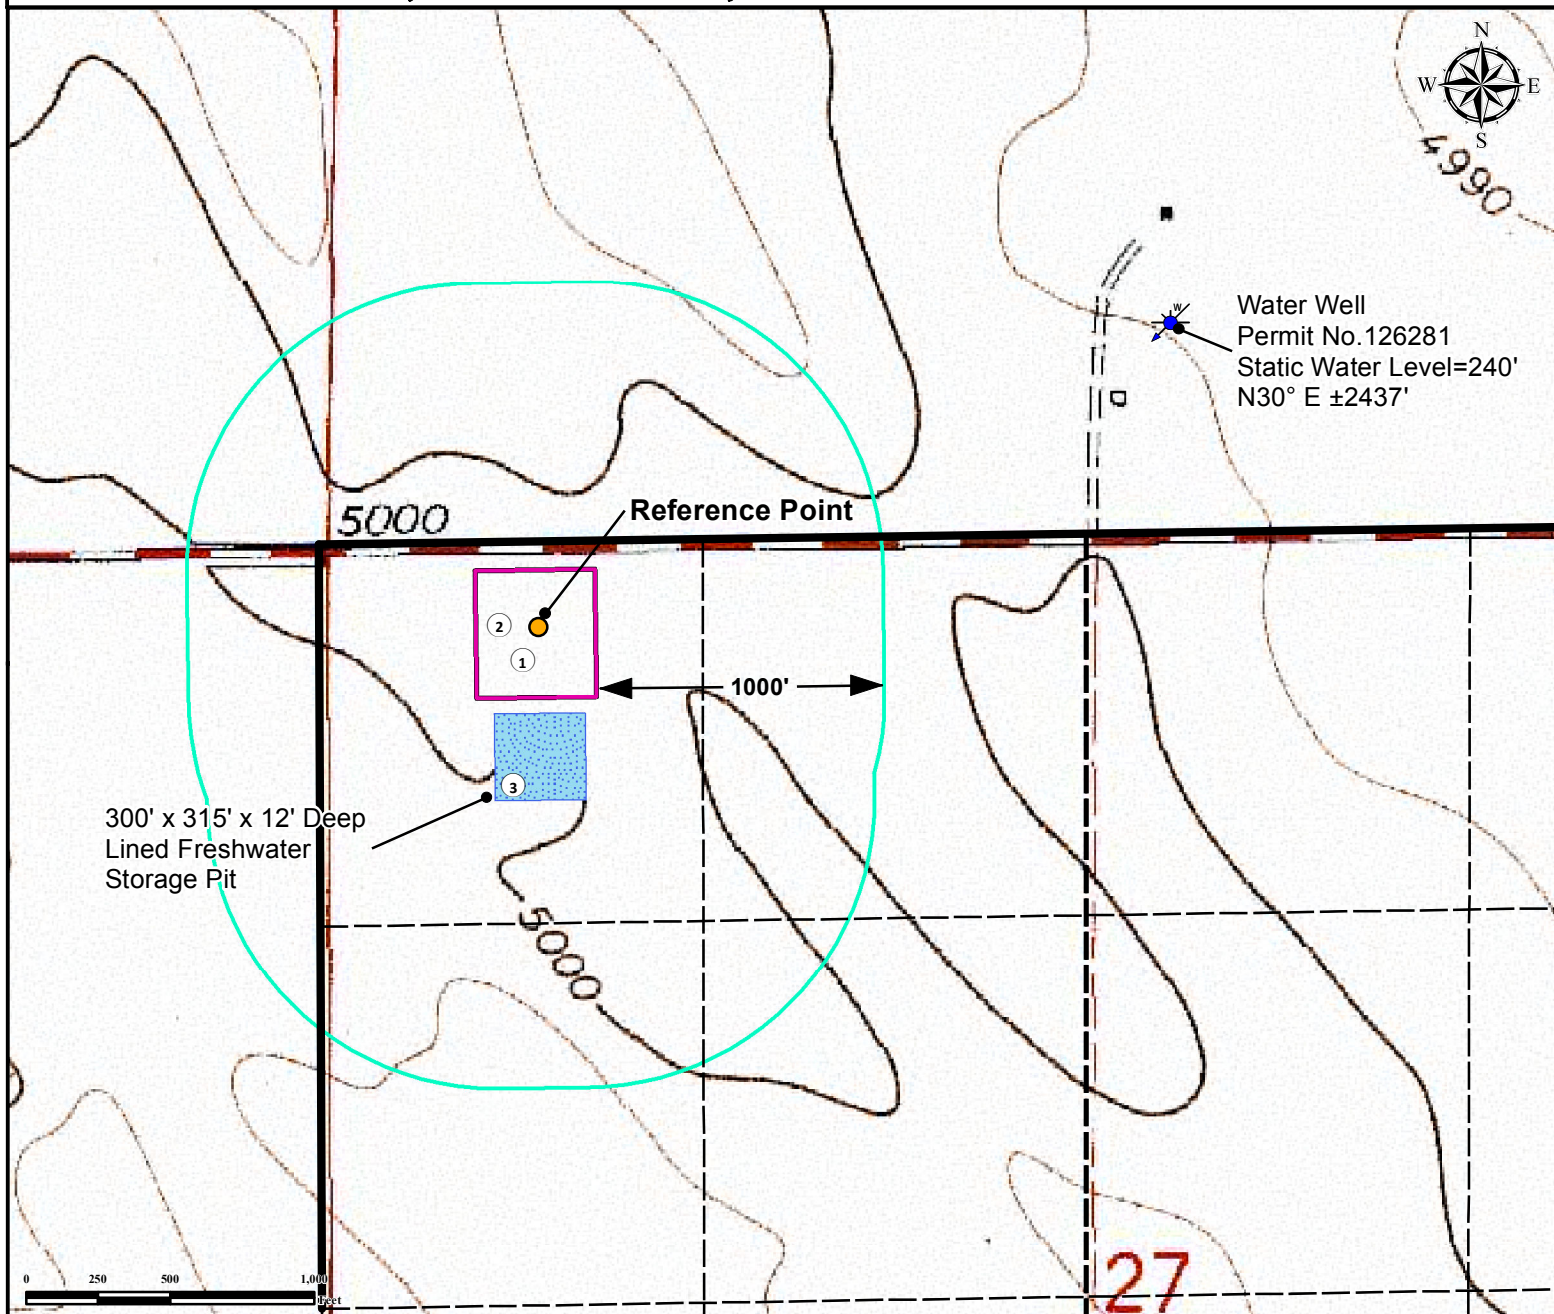 N
W E
S
4990
Water Well
Permit No.126281
Static Water Level=240'
N30° E ±2437'
5000
Reference Point
2
1
1000'
3
300' x 315' x 12' Deep
Lined Freshwater
Storage Pit
5000
27
0 250 500 1,000
Feet
W